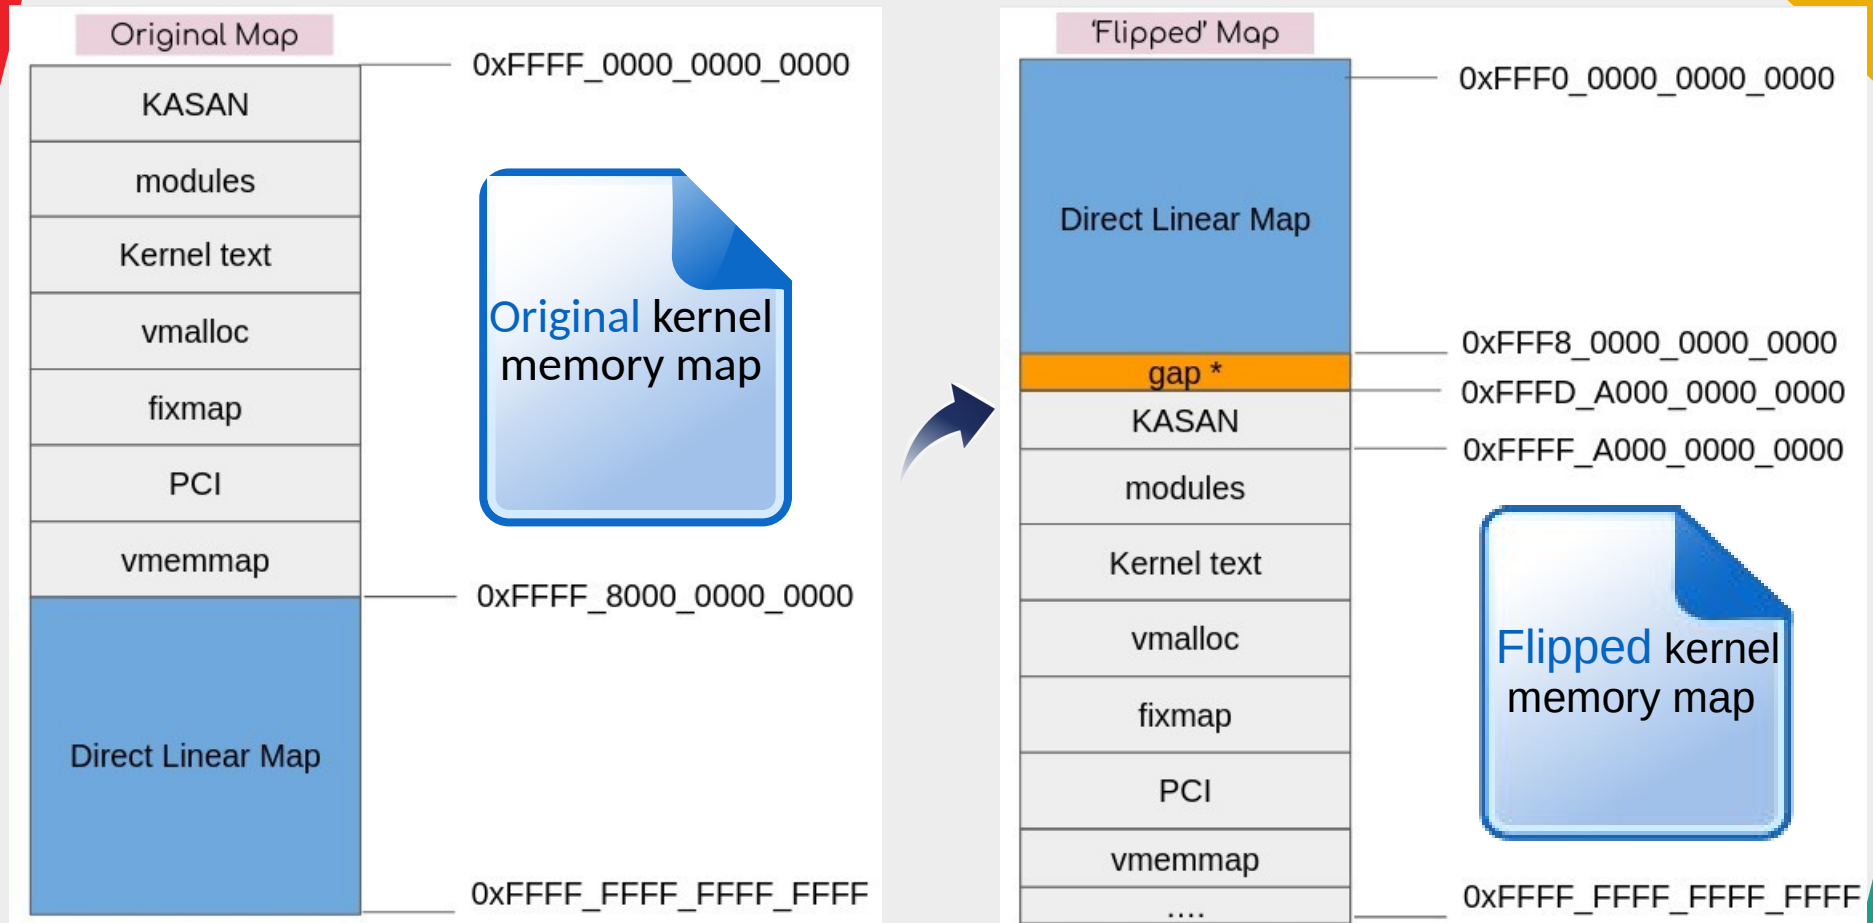 Original Map
0xFFFF_0000_0000_0000
KASAN
modules
Kernel text
vmalloc
fixmap
PCI
vmemmap
0xFFFF_8000_0000_0000
Direct Linear Map
0xFFFF_FFFF_FFFF_FFFF
Original kernel
memory map
'Flipped' Map
0xFFF0_0000_0000_0000
Direct Linear Map
0xFFF8_0000_0000_0000
gap *
0xFFFD_A000_0000_0000
KASAN
0xFFFF_A000_0000_0000
modules
Kernel text
vmalloc
fixmap
PCI
vmemmap
....
0xFFFF_FFFF_FFFF_FFFF
Flipped kernel
memory map